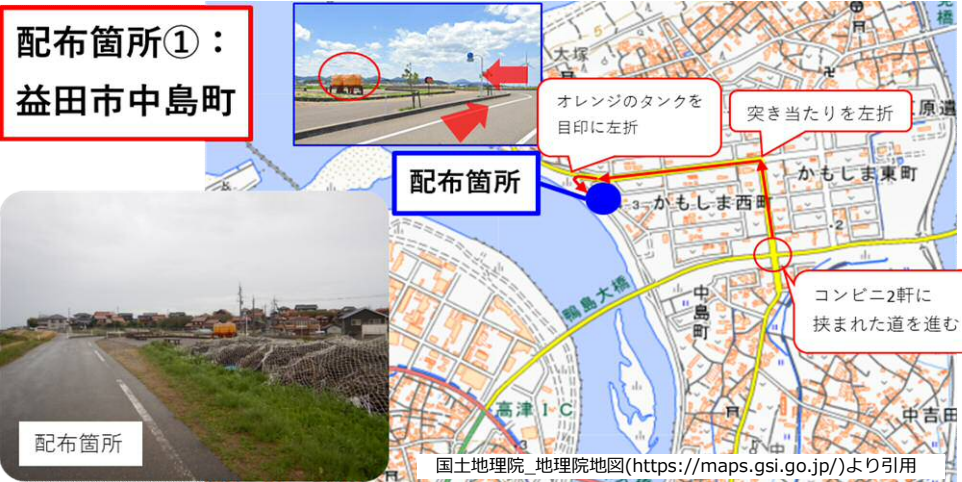 配布箇所①：
益田市中島町
オレンジのタンクを
目印に左折
突き当たりを左折
配布箇所
コンビニ2軒に
挟まれた道を進む
大塚
かもしま東町
かもしま西町
3
2
鴨島大橋
中島町
高津IC
3
中吉田
配布箇所
国土地理院_地理院地図(https://maps.gsi.go.jp/)より引用